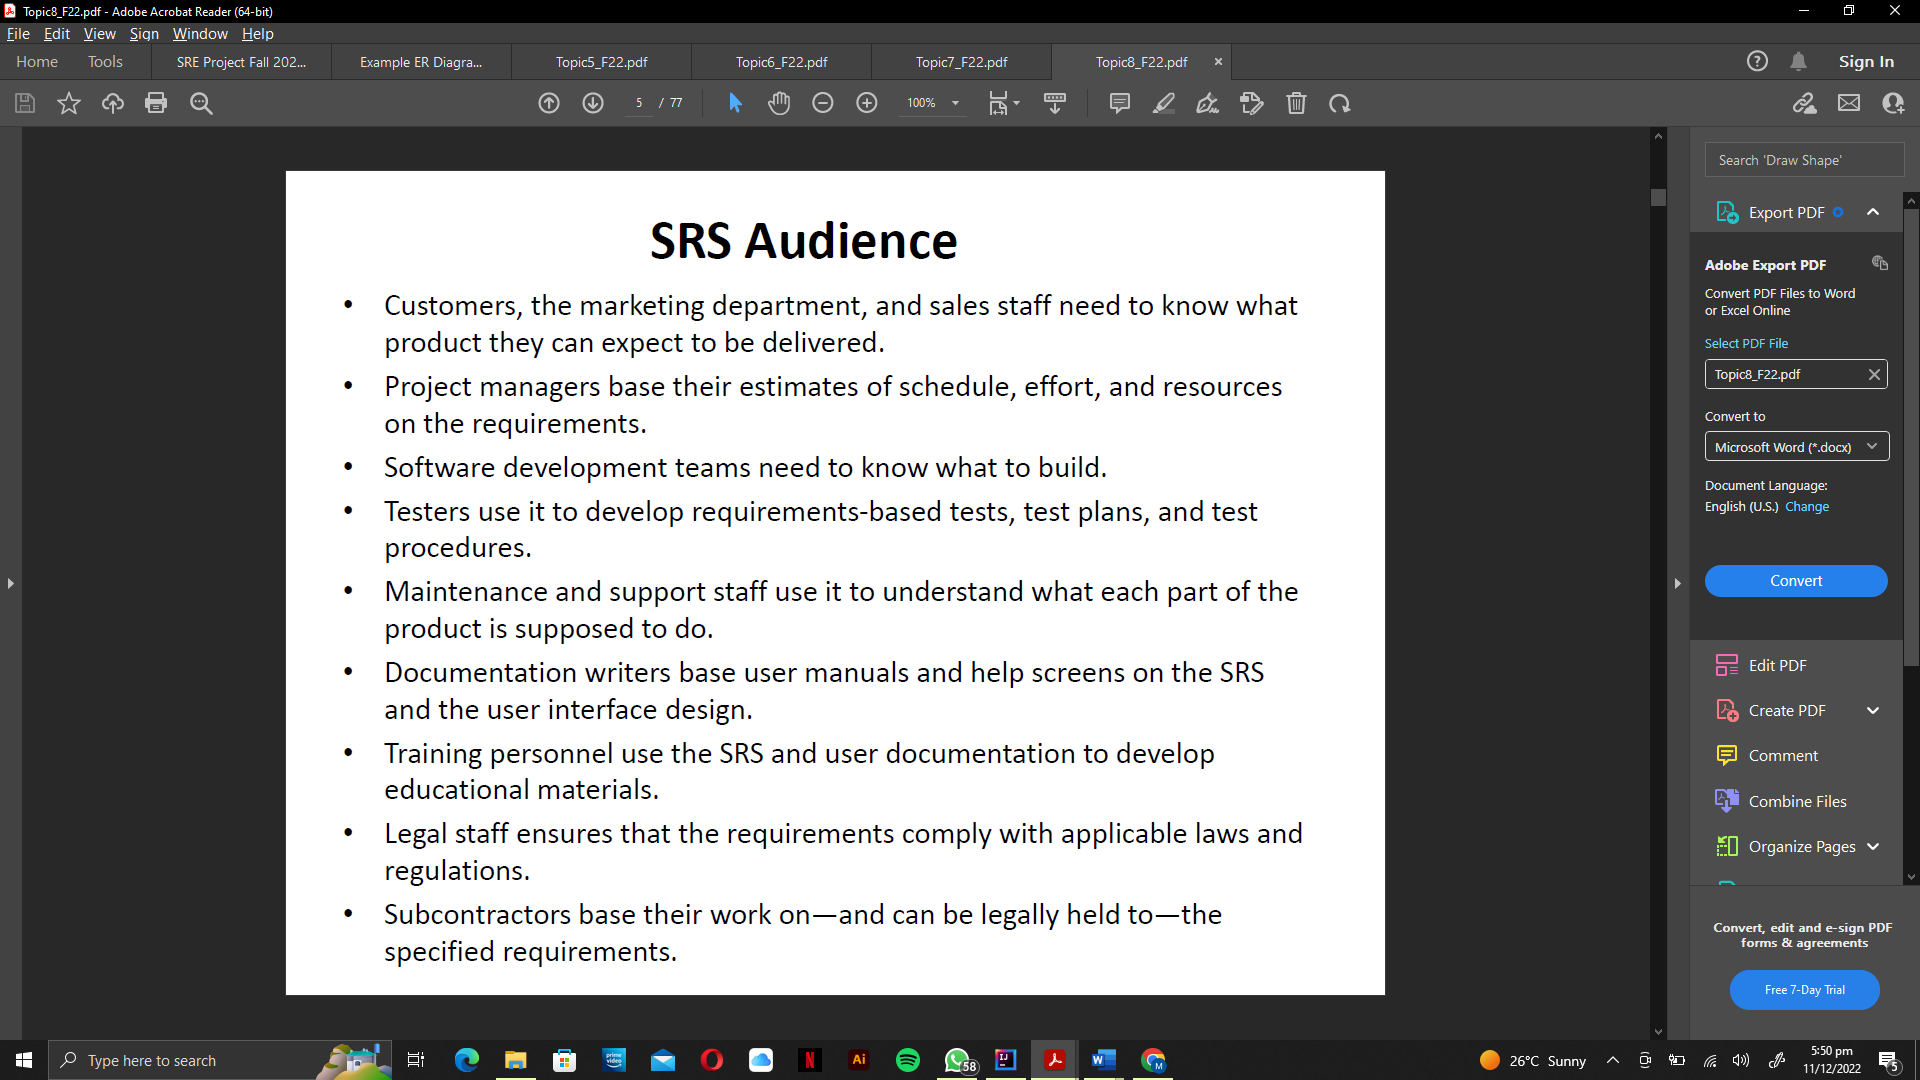 Topic8_F22.pdf - Adobe Acrobat Reader (64-bit)
File Edit View Sign Window Help
Home Tools SRE Project Fall 202... Example ER Diagra... Topic5_F22.pdf Topic6_F22.pdf Topic7_F22.pdf Topic8_F22.pdf × Sign In
5 / 77 100%
SRS Audience
• Customers, the marketing department, and sales staff need to know what
product they can expect to be delivered.
• Project managers base their estimates of schedule, effort, and resources
on the requirements.
• Software development teams need to know what to build.
• Testers use it to develop requirements-based tests, test plans, and test
procedures.
• Maintenance and support staff use it to understand what each part of the
product is supposed to do.
• Documentation writers base user manuals and help screens on the SRS
and the user interface design.
• Training personnel use the SRS and user documentation to develop
educational materials.
• Legal staff ensures that the requirements comply with applicable laws and
regulations.
• Subcontractors base their work on—and can be legally held to—the
specified requirements.
Search 'Draw Shape'
Export PDF
Adobe Export PDF
Convert PDF Files to Word
or Excel Online
Select PDF File
Topic8_F22.pdf
Convert to
Microsoft Word (*.docx)
Document Language:
English (U.S.) Change
Convert
Edit PDF
Create PDF
Comment
Combine Files
Organize Pages
Convert, edit and e-sign PDF
forms & agreements
Free 7-Day Trial
Type here to search
prime video
N
Ai
58
IJ
W
M
26°C Sunny
5:50 pm
11/12/2022
5